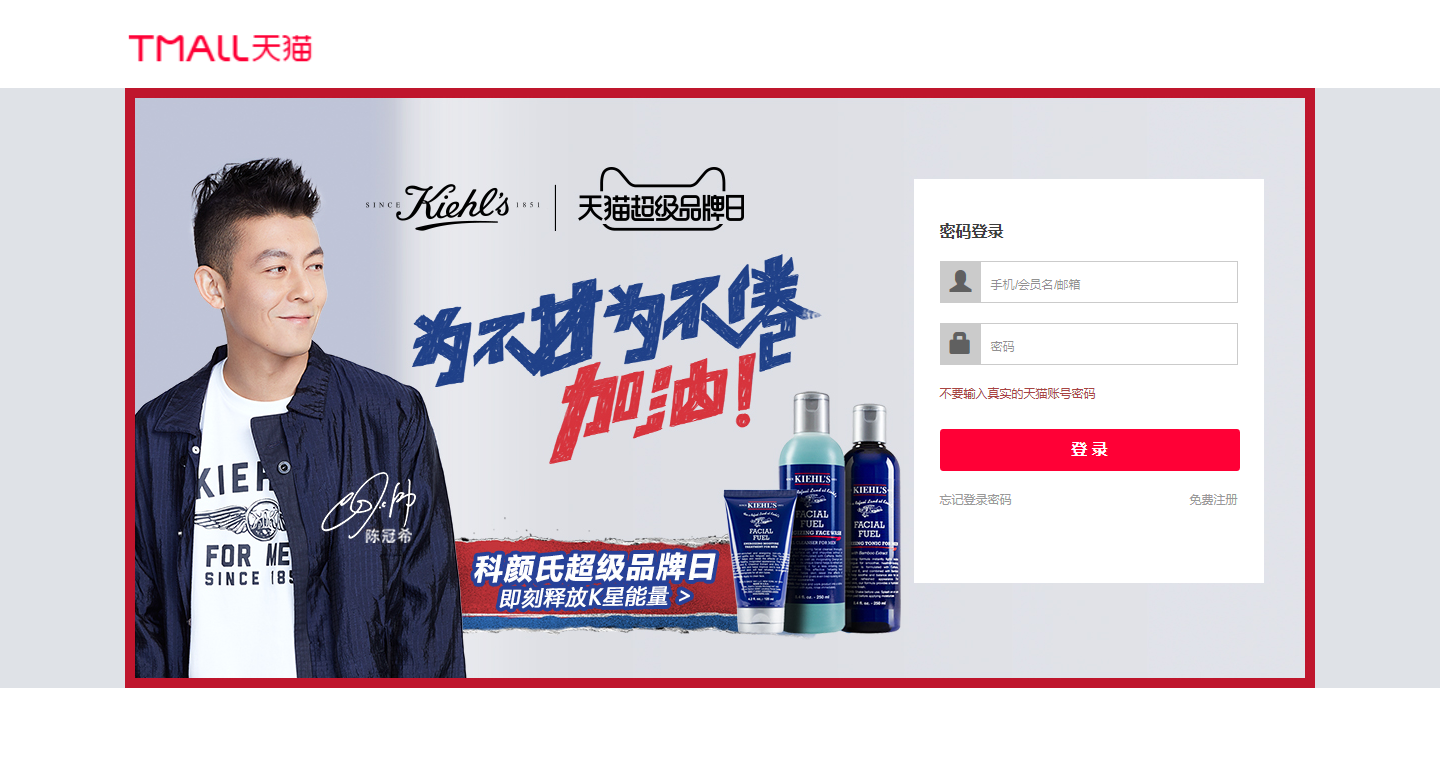 TMALL天猫
SINCE Kiehl's 1851
天猫超级品牌日
为不甘为不倦
加油!
密码登录
手机/会员名/邮箱
密码
不要输入真实的天猫账号密码
登 录
忘记登录密码 免费注册
KIEH
FOR ME
SINCE 185
陈冠希
科颜氏超级品牌日
即刻释放K星能量 >
KIEHL'S
FACIAL
FUEL
KIEHL'S
FACIAL
FUEL
KIEHL'S
FACIAL
FUEL